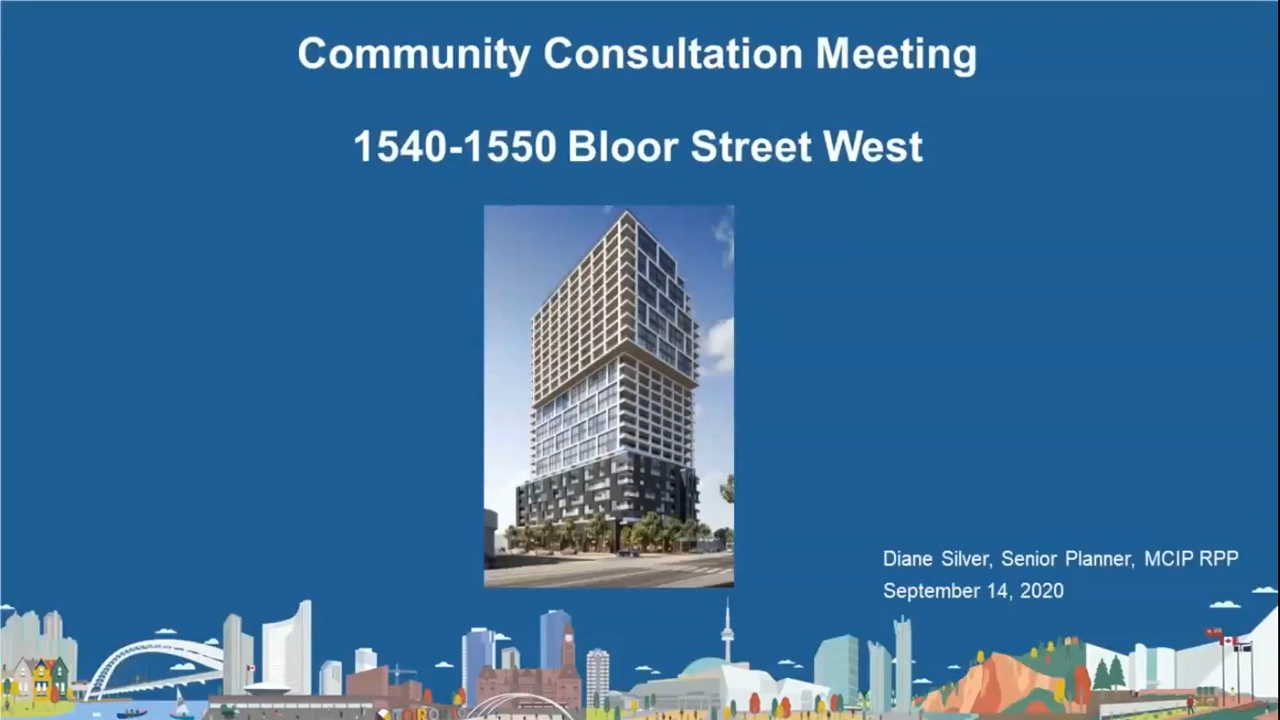 Community Consultation Meeting
1540-1550 Bloor Street West
Diane Silver, Senior Planner, MCIP RPP
September 14, 2020